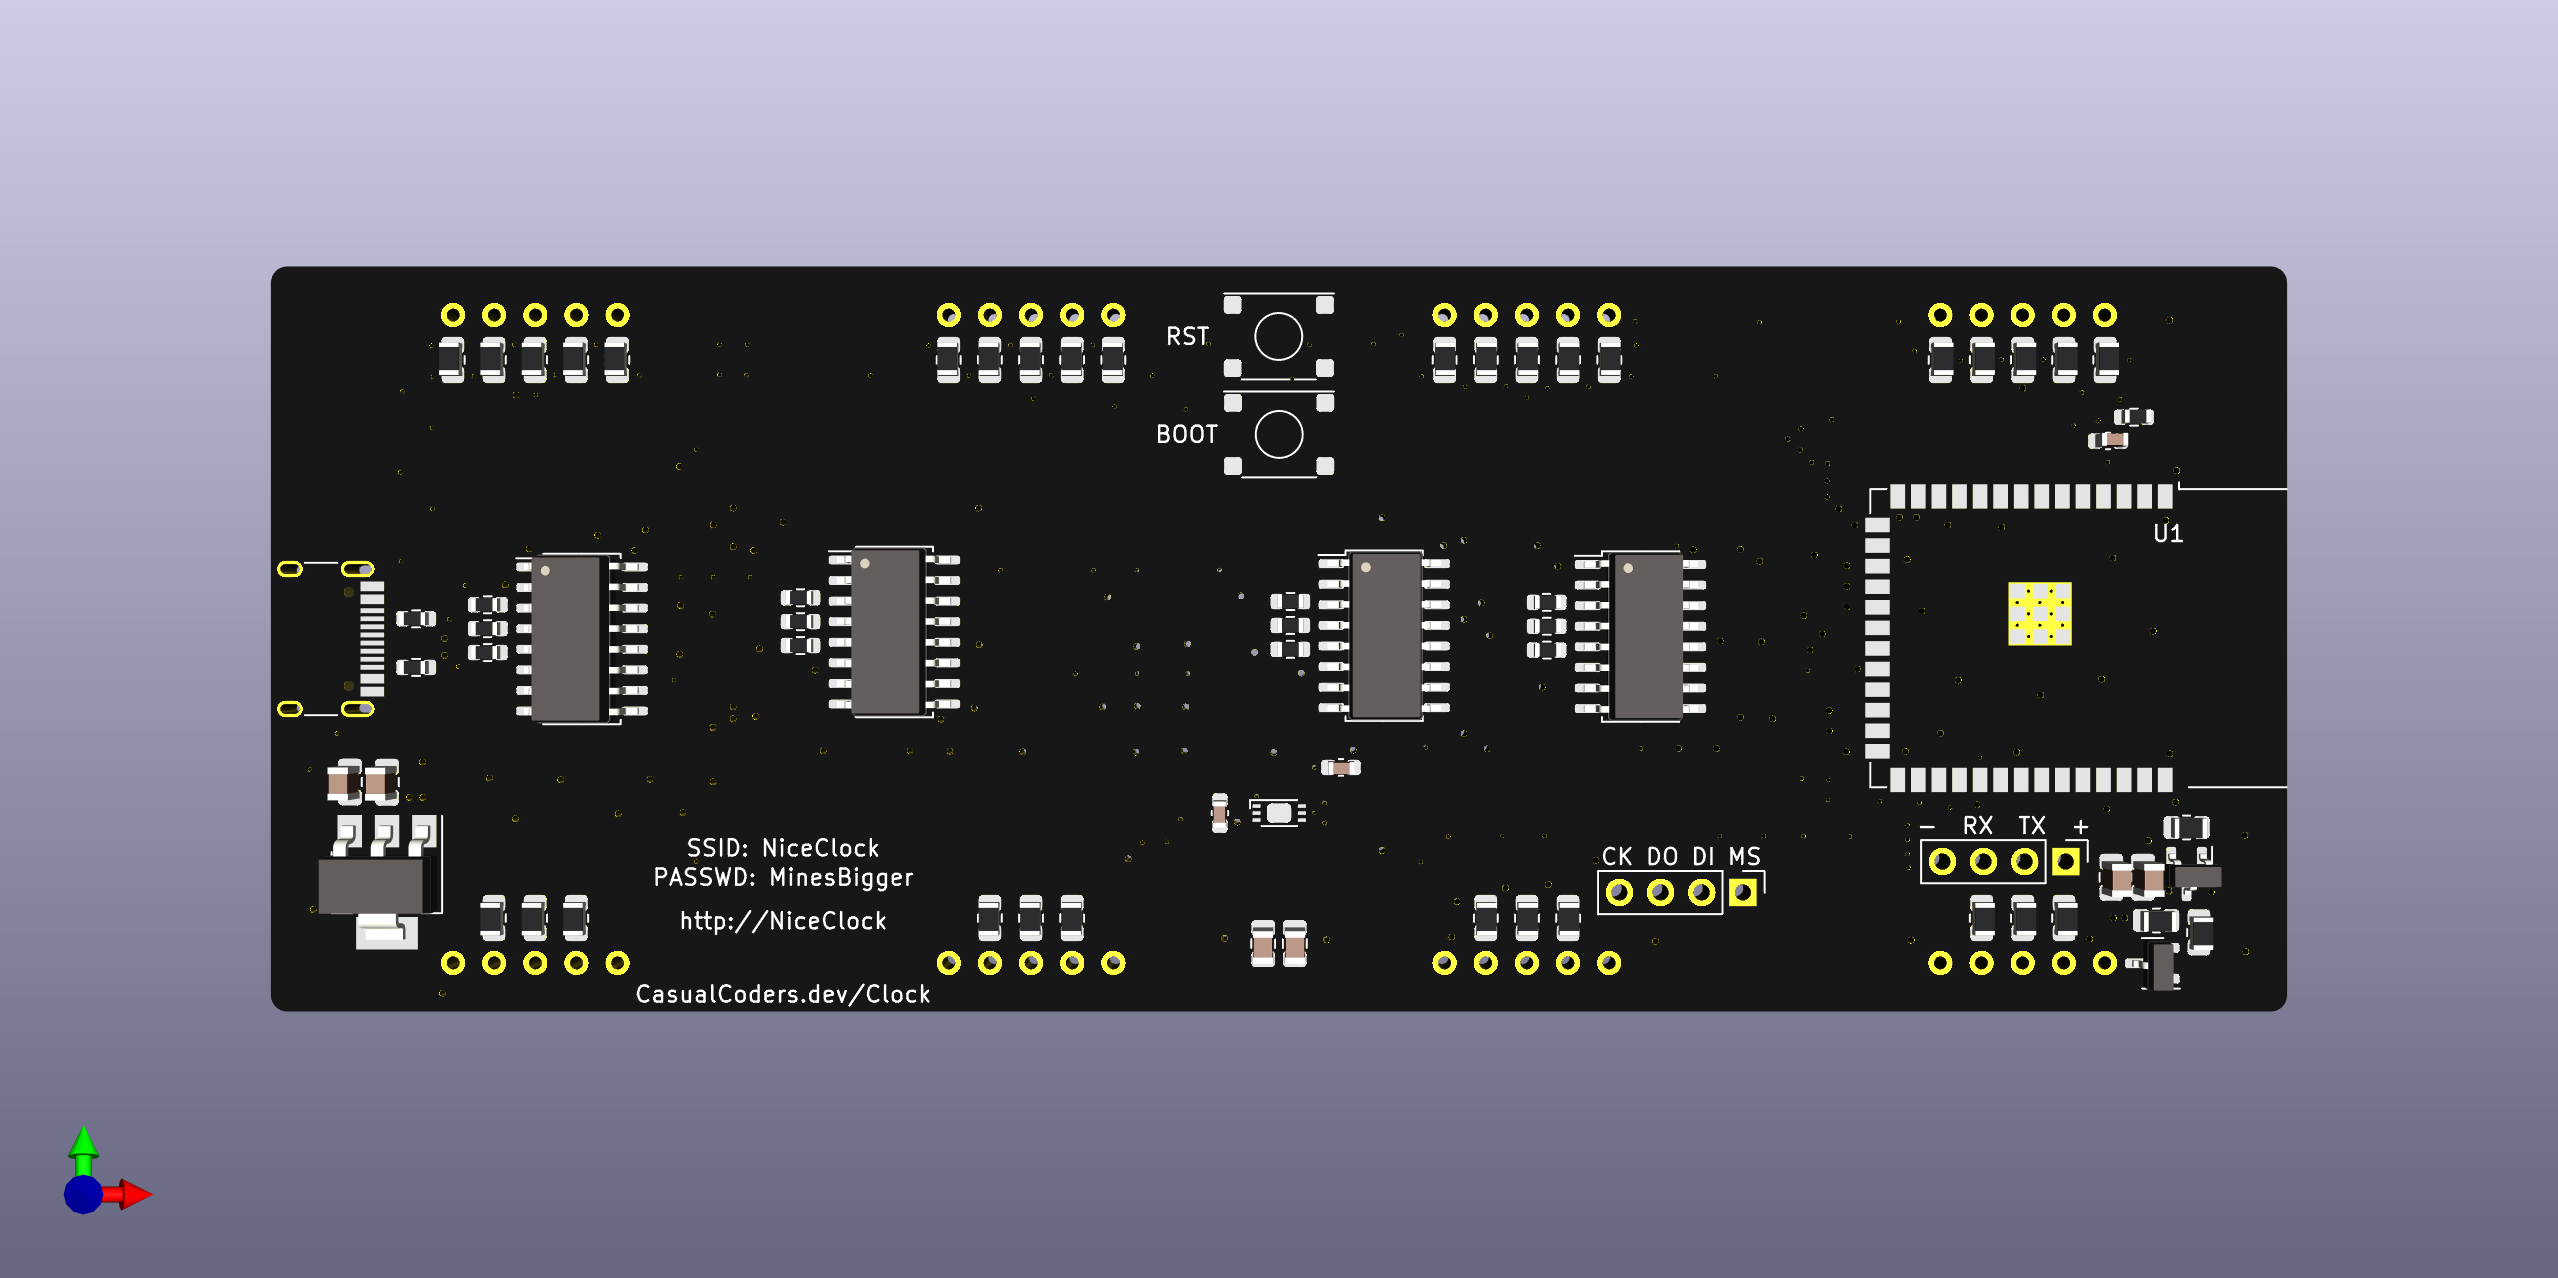 RST
BOOT
U1
- RX TX +
SSID: NiceClock
PASSWD: MinesBigger
CK DO DI MS
http://NiceClock
CasualCoders.dev/Clock